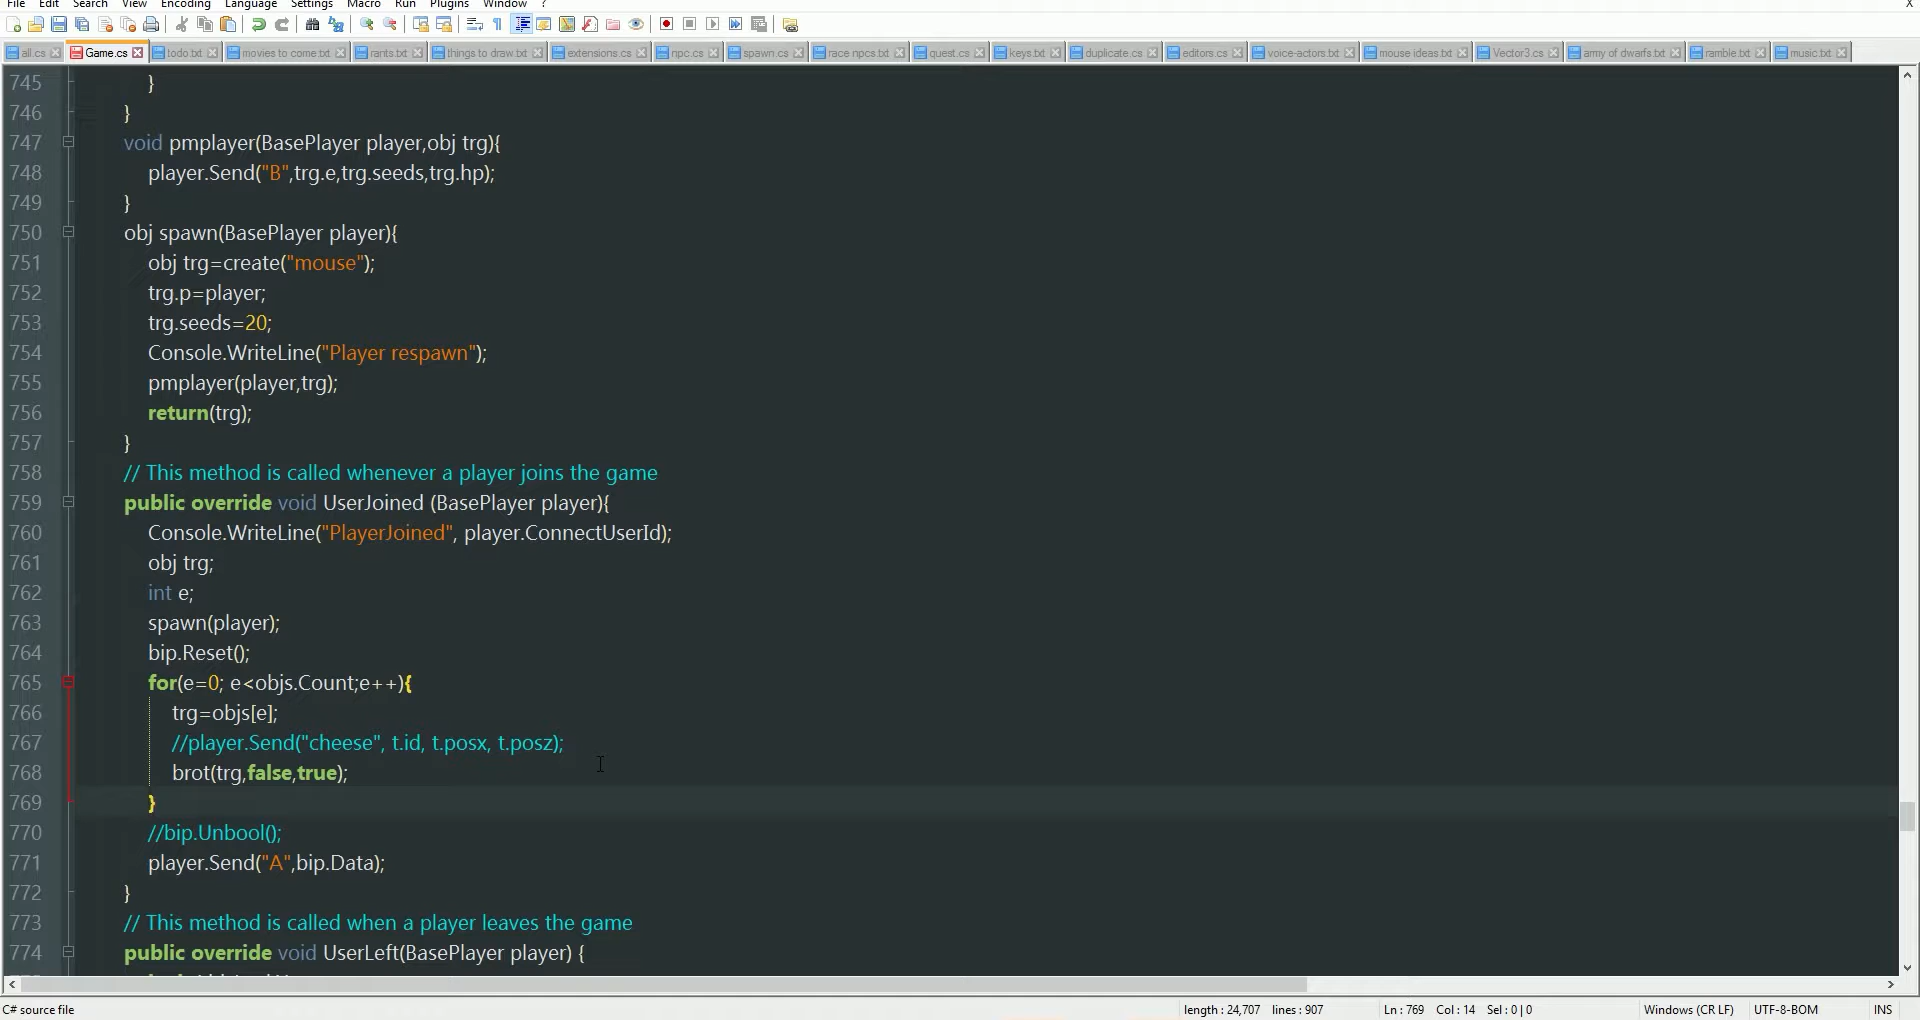 File Edit Search View Encoding Language Settings Macro Run Plugins Window ?
X
all.cs Game.cs todo.txt movies to come.txt rants.txt things to draw.txt extensions.cs npc.cs spawn.cs race npcs.txt quest.cs keys.txt duplicate.cs editors.cs voice-actors.txt mouse ideas.txt Vector3.cs army of dwarfs.txt ramble.txt music.txt
745 }
746 }
747 void pmplayer(BasePlayer player,obj trg){
748 player.Send("B",trg.e,trg.seeds,trg.hp);
749 }
750 obj spawn(BasePlayer player){
751 obj trg=create("mouse");
752 trg.p=player;
753 trg.seeds=20;
754 Console.WriteLine("Player respawn");
755 pmplayer(player,trg);
756 return(trg);
757 }
758 // This method is called whenever a player joins the game
759 public override void UserJoined (BasePlayer player){
760 Console.WriteLine("PlayerJoined", player.ConnectUserId);
761 obj trg;
762 int e;
763 spawn(player);
764 bip.Reset();
765 for(e=0; e<objs.Count;e++){
766 trg=objs[e];
767 //player.Send("cheese", t.id, t.posx, t.posz);
768 brot(trg,false,true);
769 }
770 //bip.Unbool();
771 player.Send("A",bip.Data);
772 }
773 // This method is called when a player leaves the game
774 public override void UserLeft(BasePlayer player) {
C# source file length : 24,707 lines : 907 Ln : 769 Col : 14 Sel : 0 | 0 Windows (CR LF) UTF-8-BOM INS